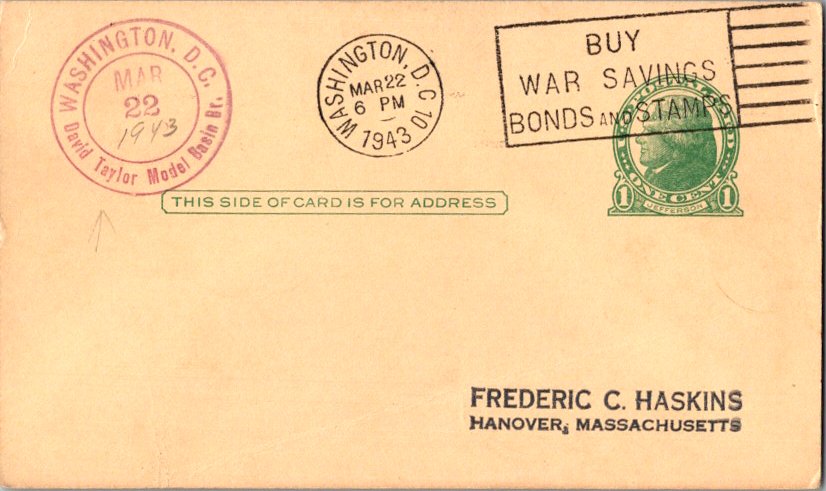 WASHINGTON, D.C.
MAR
22
1943
David Taylor Model Basin Br.
WASHINGTON, D.C. 10
MAR 22
6 PM
1943
BUY
WAR SAVINGS
BONDS AND STAMPS
1 ONE CENT 1
JEFFERSON
THIS SIDE OF CARD IS FOR ADDRESS
FREDERIC C. HASKINS
HANOVER, MASSACHUSETTS